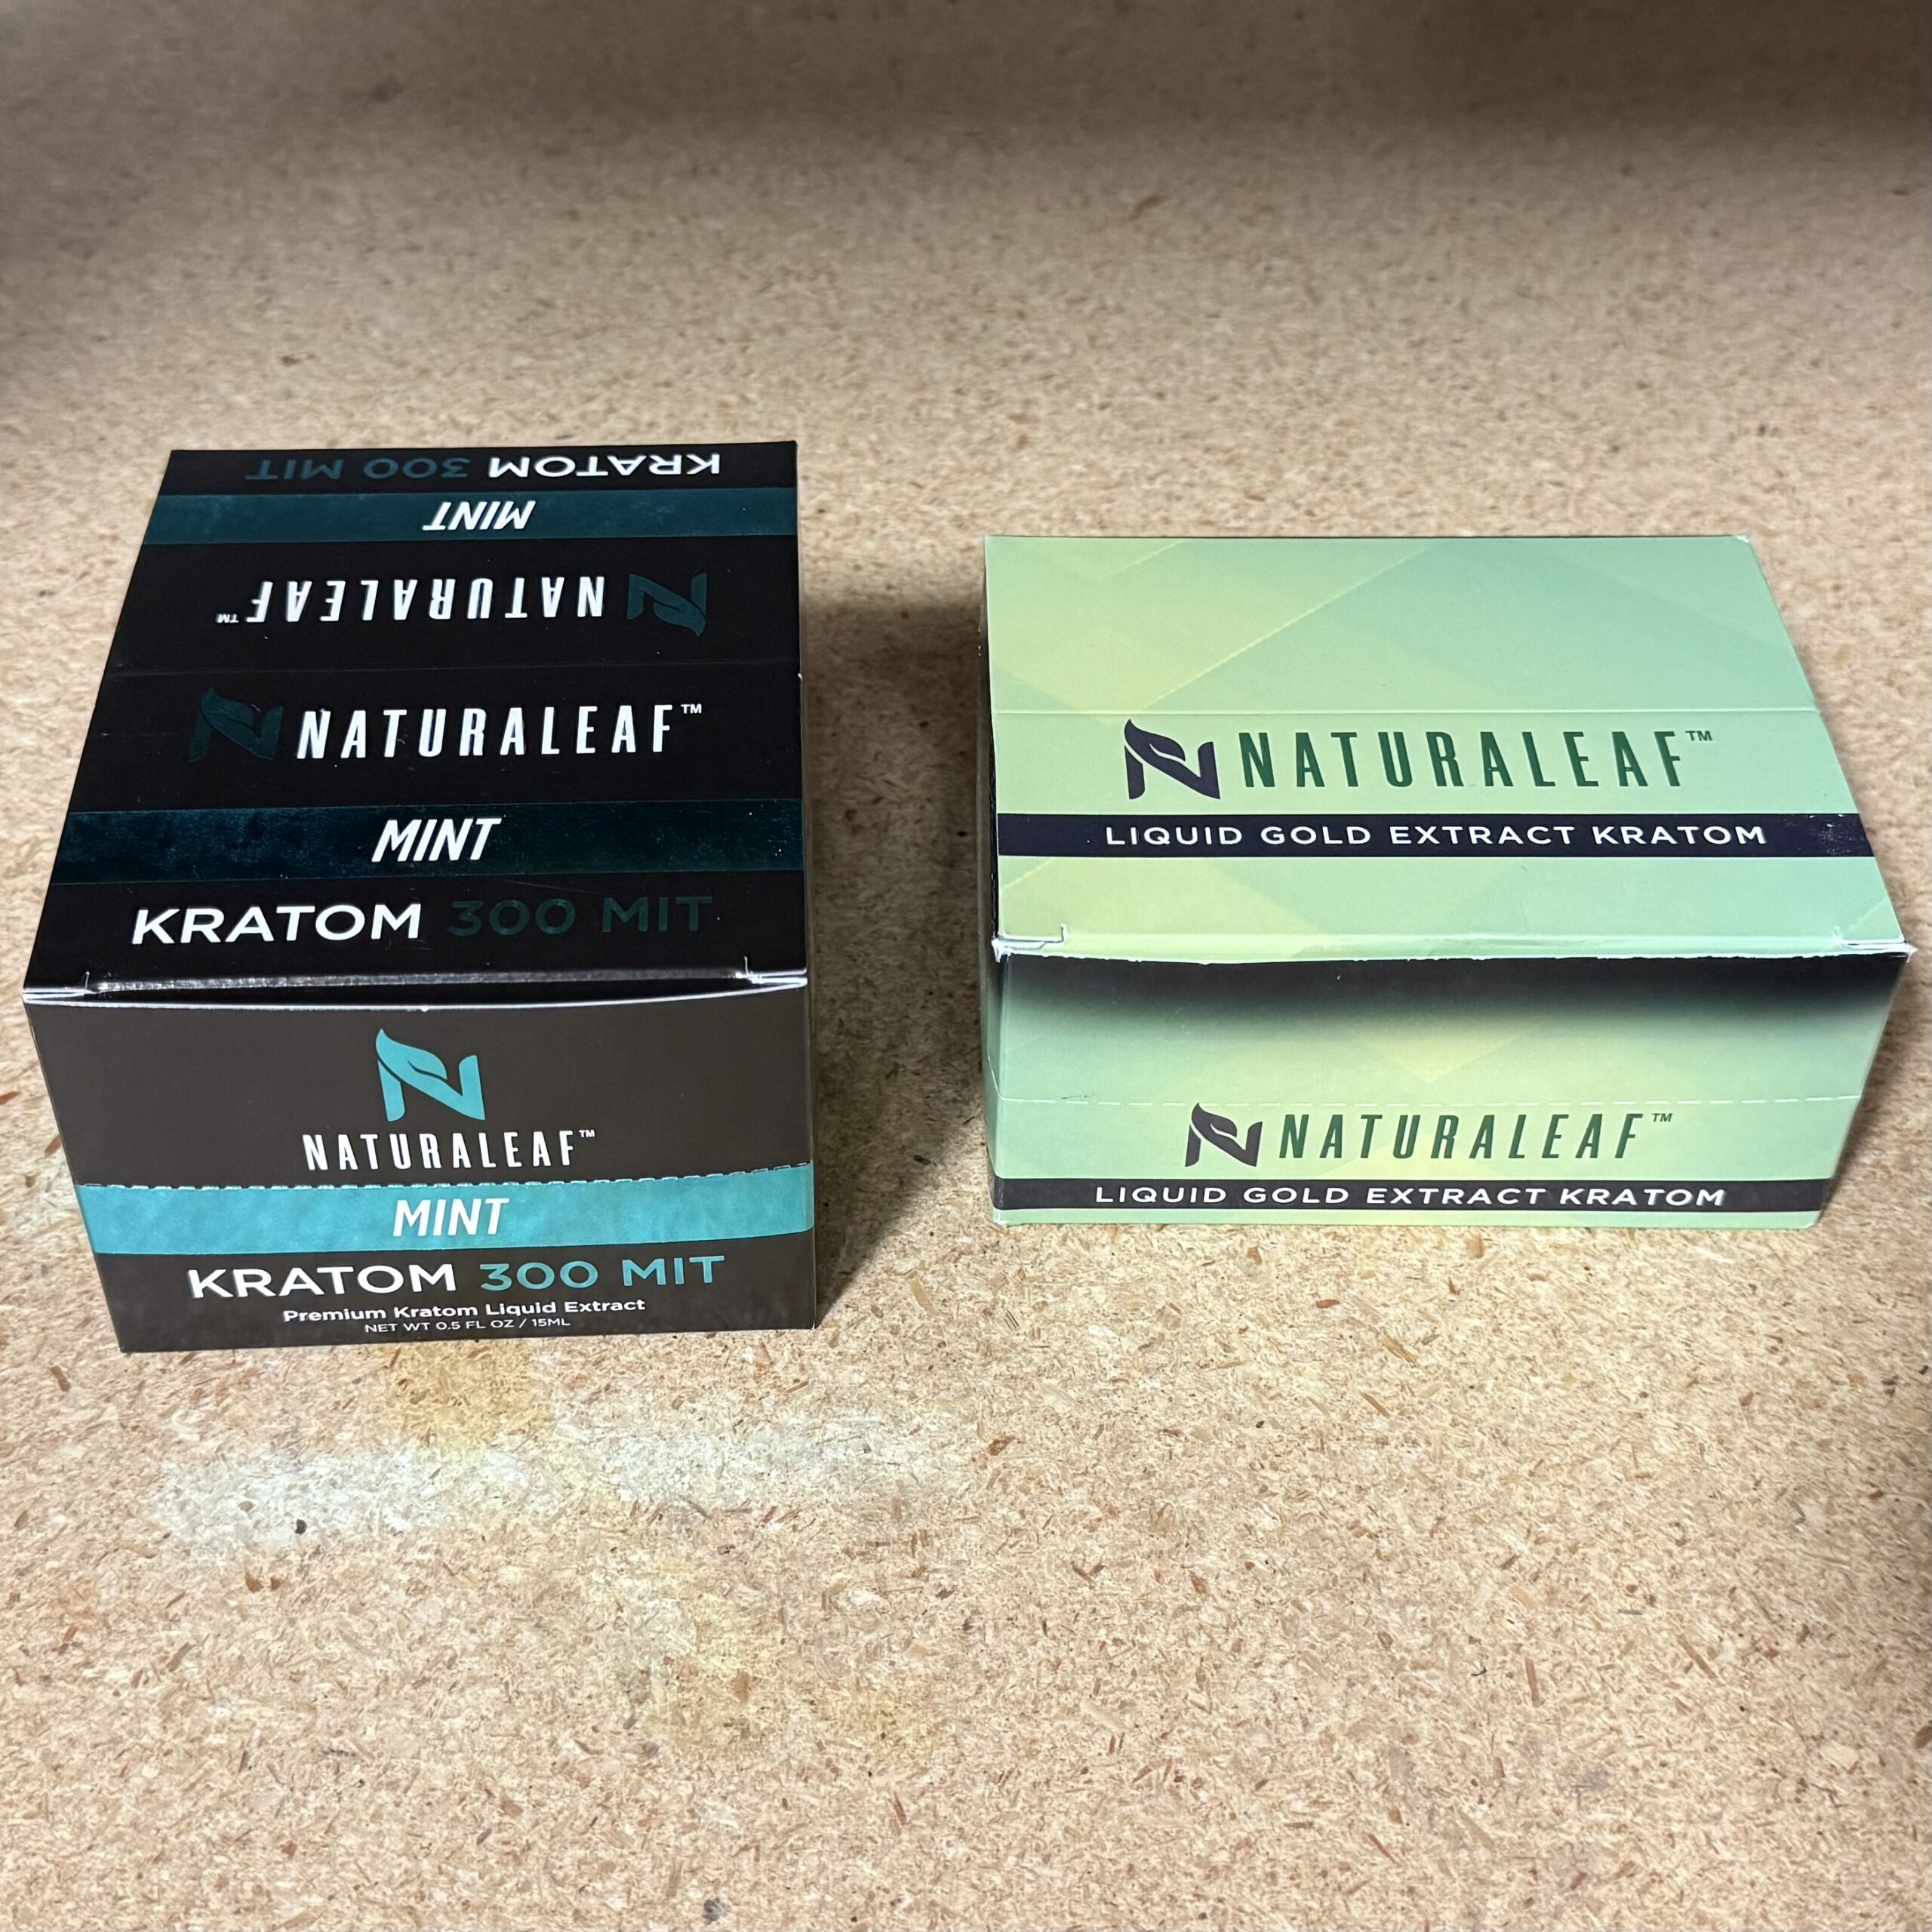 KRATOM 300 MIT
MINT
NATURALEAF™
NATURALEAF™
MINT
KRATOM 300 MIT
NATURALEAF™
MINT
KRATOM 300 MIT
Premium Kratom Liquid Extract
NET WT 0.5 FL OZ / 15ML
NATURALEAF™
LIQUID GOLD EXTRACT KRATOM
NATURALEAF™
LIQUID GOLD EXTRACT KRATOM